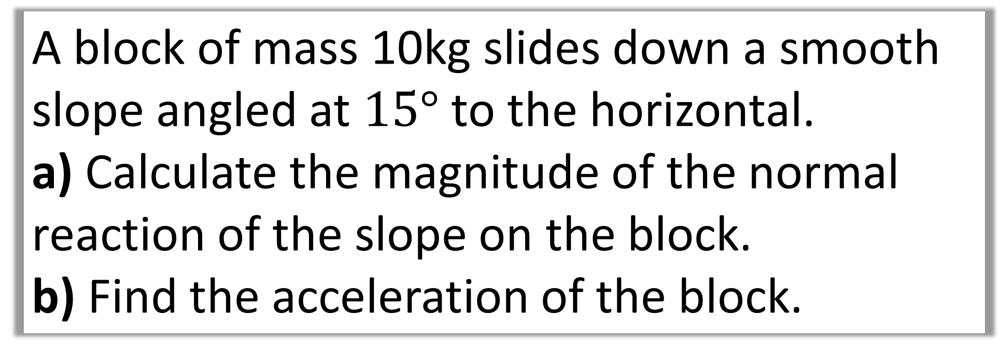 A block of mass 10kg slides down a smooth
slope angled at 15° to the horizontal.
a) Calculate the magnitude of the normal
reaction of the slope on the block.
b) Find the acceleration of the block.